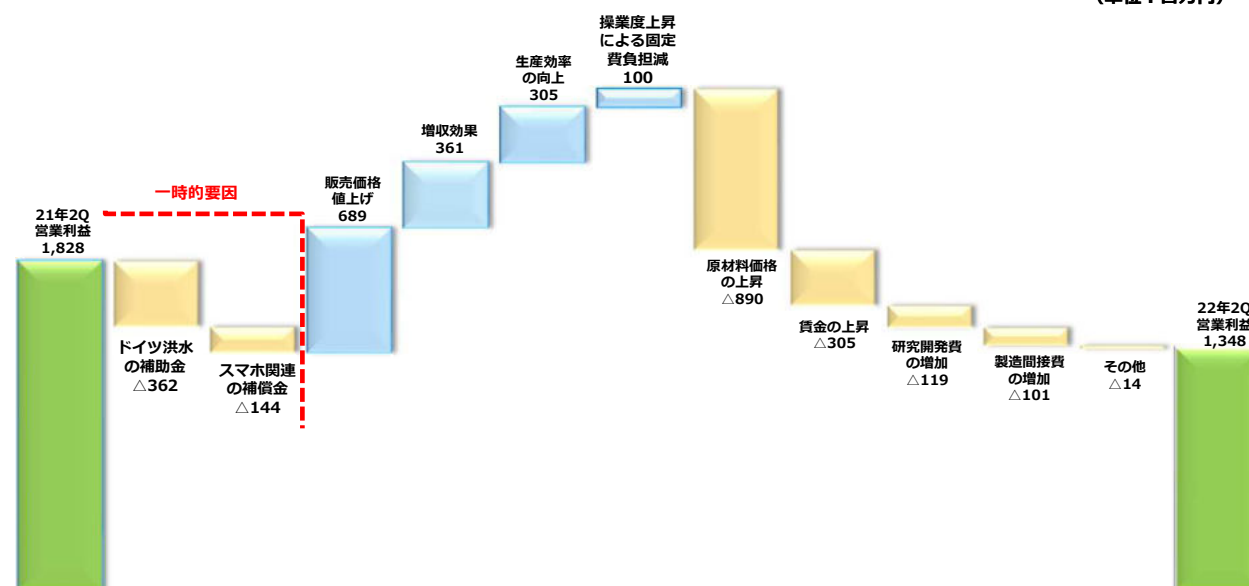 (単位:百万円)
操業度上昇
による固定
費負担減
100
生産効率
の向上
305
増収効果
361
一時的要因
販売価格
値上げ
689
21年2Q
営業利益
1,828
ドイツ洪水
の補助金
△362
スマホ関連
の補償金
△144
原材料価格
の上昇
△890
賃金の上昇
△305
研究開発費
の増加
△119
製造間接費
の増加
△101
その他
△14
22年2Q
営業利益
1,348